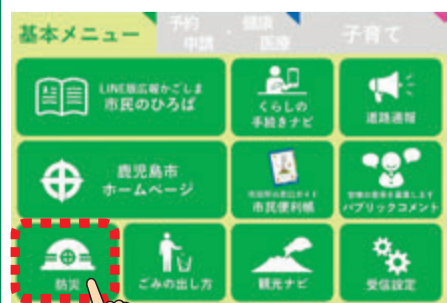 基本メニュー
予約
申請
・
健康
医療
子育て
LINE版広報かごしま
市民のひろば
くらしの
手続きナビ
道路通報
鹿児島市
ホームページ
市民便利帳
パブリックコメント
防災
ごみの出し方
観光ナビ
受信設定